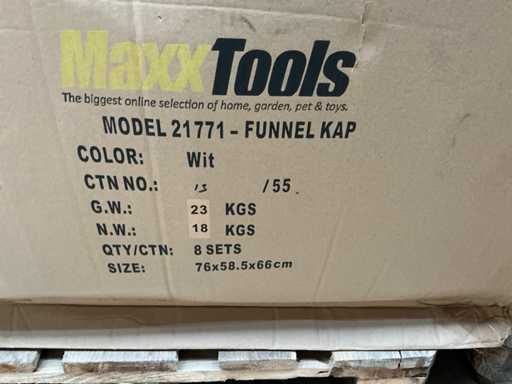 MaxxTools
The biggest online selection of home, garden, pet & toys.
MODEL 21771 - FUNNEL KAP
COLOR: Wit
CTN NO.: 13 /55
G.W.: 23 KGS
N.W.: 18 KGS
QTY/CTN: 8 SETS
SIZE: 76x58.5x66cm